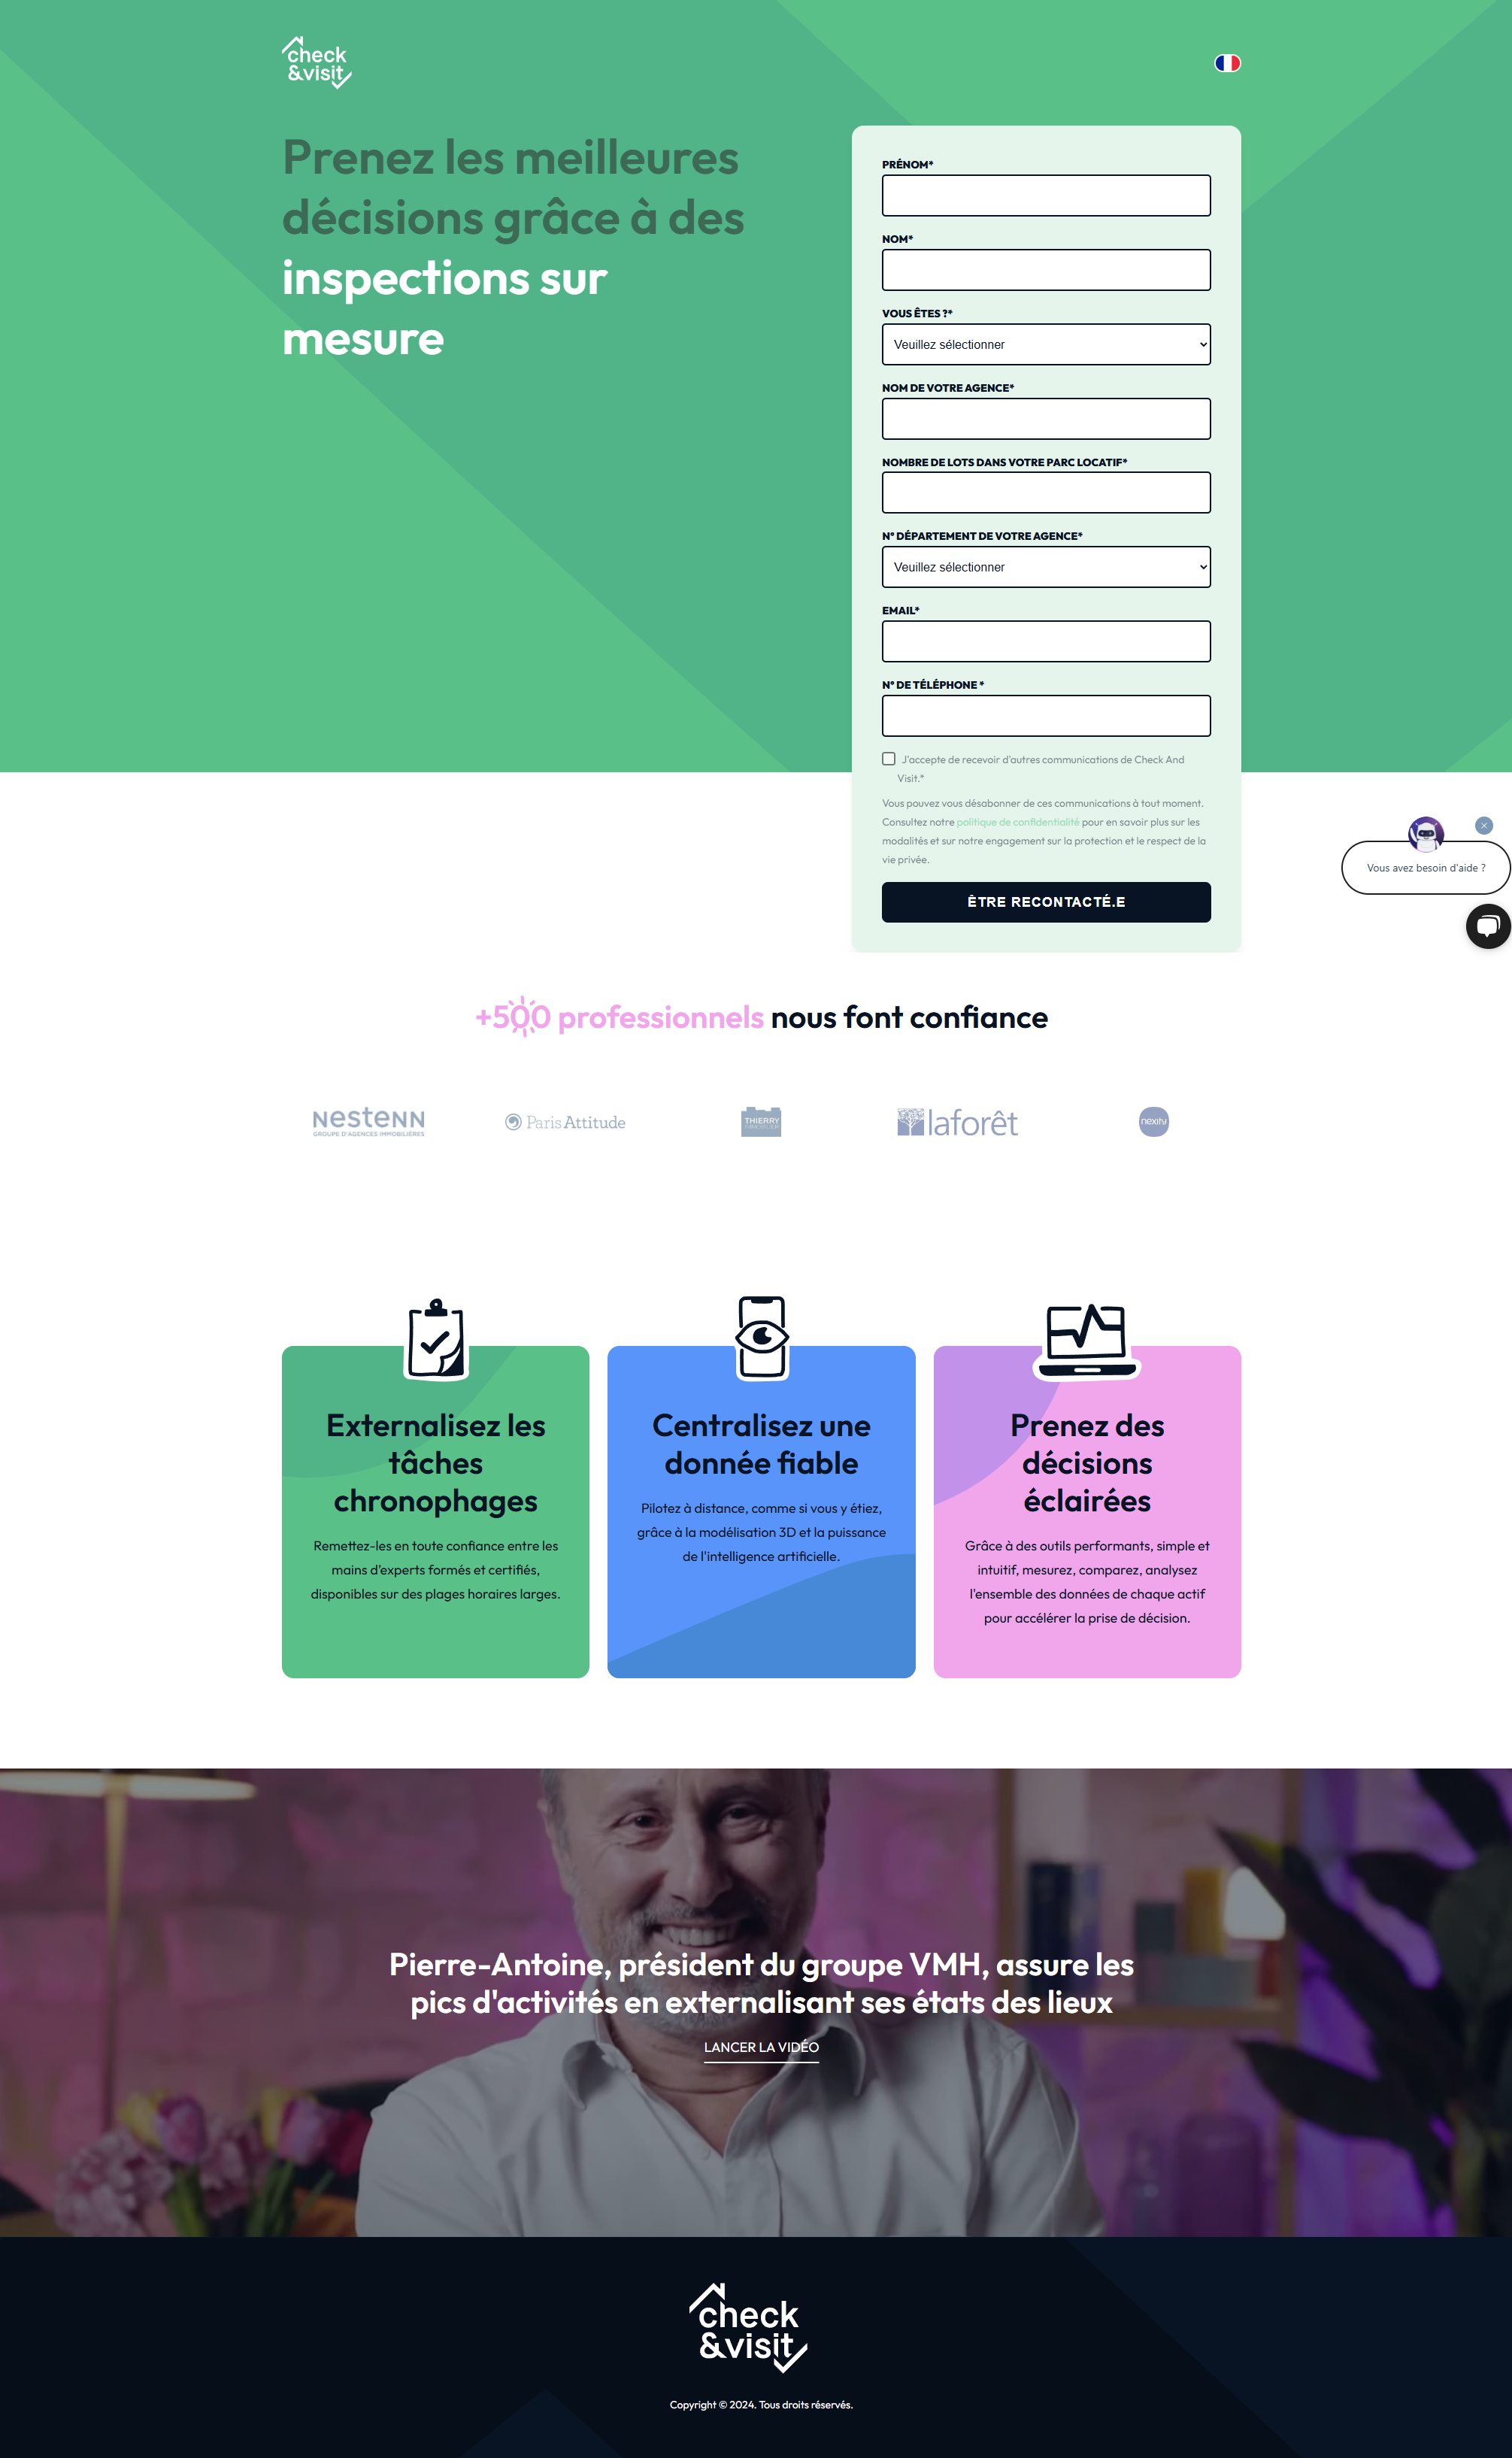 check
&visit
Prenez les meilleures
décisions grâce à des
inspections sur
mesure
PRÉNOM*
NOM*
VOUS ÊTES ?*
Veuillez sélectionner
NOM DE VOTRE AGENCE*
NOMBRE DE LOTS DANS VOTRE PARC LOCATIF*
N° DÉPARTEMENT DE VOTRE AGENCE*
Veuillez sélectionner
EMAIL*
N° DE TÉLÉPHONE *
J'accepte de recevoir d'autres communications de Check And
Visit.*
Vous pouvez vous désabonner de ces communications à tout moment.
Consultez notre politique de confidentialité pour en savoir plus sur les
modalités et sur notre engagement sur la protection et le respect de la
vie privée.
ÊTRE RECONTACTÉ.E
Vous avez besoin d'aide ?
+500 professionnels nous font confiance
Nestenn
GROUPE D'AGENCES IMMOBILIÈRES
Paris Attitude
THIERRY
laforêt
nexity
Externalisez les
tâches
chronophages
Remettez-les en toute confiance entre les
mains d'experts formés et certifiés,
disponibles sur des plages horaires larges.
Centralisez une
donnée fiable
Pilotez à distance, comme si vous y étiez,
grâce à la modélisation 3D et la puissance
de l'intelligence artificielle.
Prenez des
décisions
éclairées
Grâce à des outils performants, simple et
intuitif, mesurez, comparez, analysez
l'ensemble des données de chaque actif
pour accélérer la prise de décision.
Pierre-Antoine, président du groupe VMH, assure les
pics d'activités en externalisant ses états des lieux
LANCER LA VIDÉO
check
&visit
Copyright © 2024. Tous droits réservés.